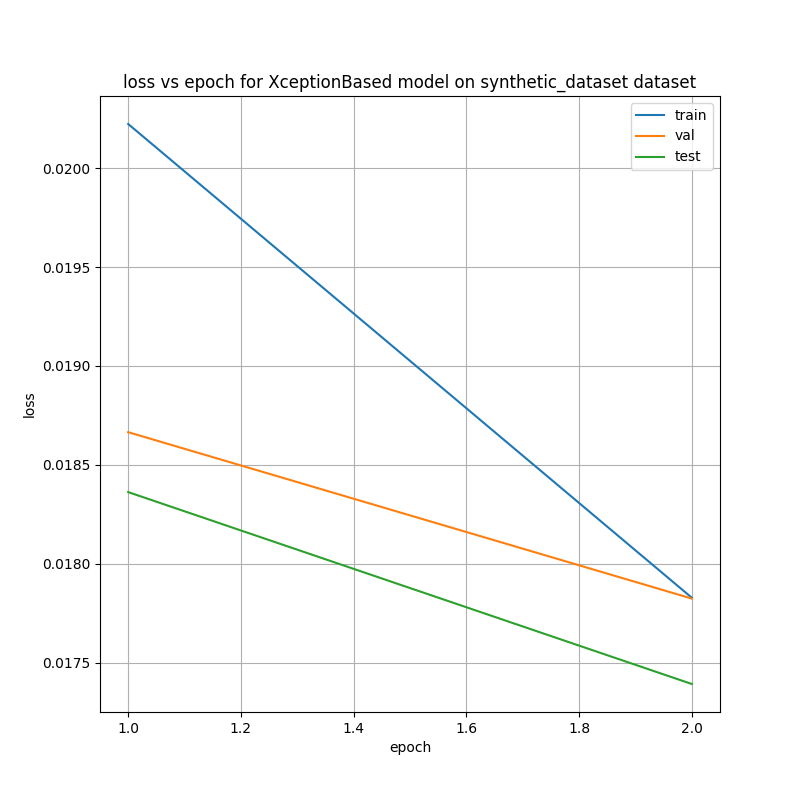 loss vs epoch for XceptionBased model on synthetic_dataset dataset
train
val
test
0.0200
0.0195
0.0190
0.0185
0.0180
0.0175
loss
1.0 1.2 1.4 1.6 1.8 2.0
epoch